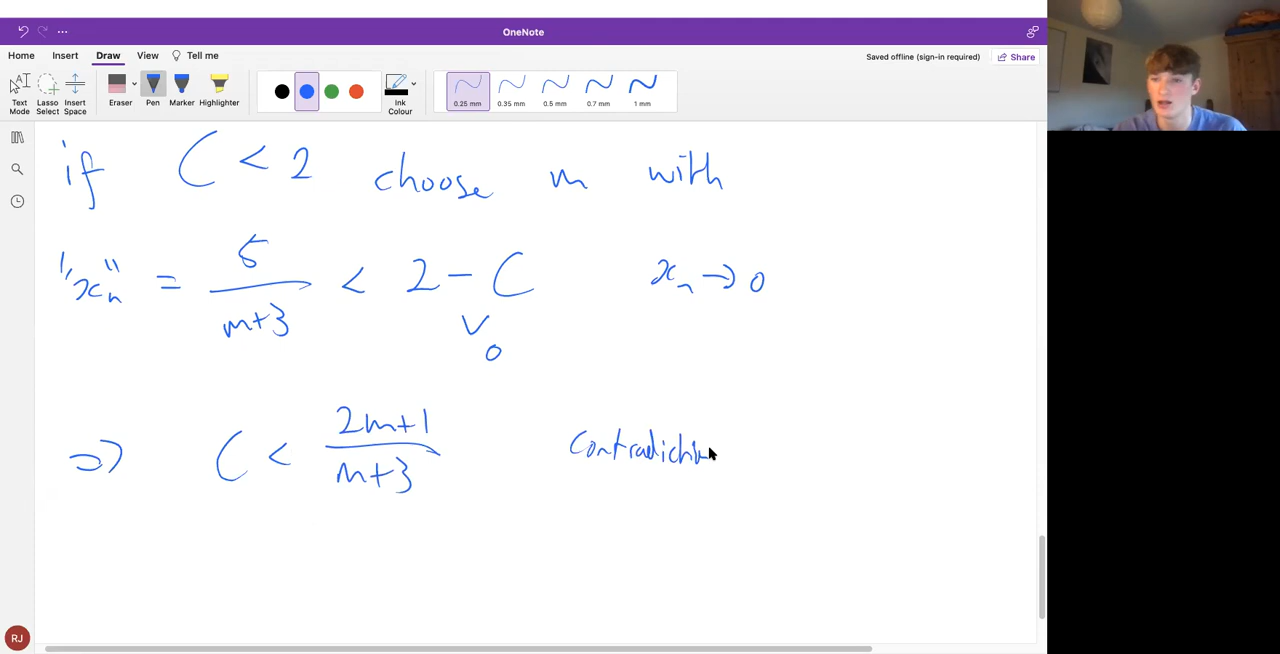 OneNote
Home Insert Draw View Tell me
Saved offline (sign-in required) Share
Text Mode
Lasso Select
Insert Space
Eraser
Pen
Marker
Highlighter
Ink Colour
0.25 mm 0.35 mm 0.5 mm 0.7 mm 1 mm
if C < 2 choose m with
"xₙ" = 5/(m+3) < 2 - C xₙ → 0
v
0
⇒ C < (2m+1)/(m+3) Contradiction
RJ